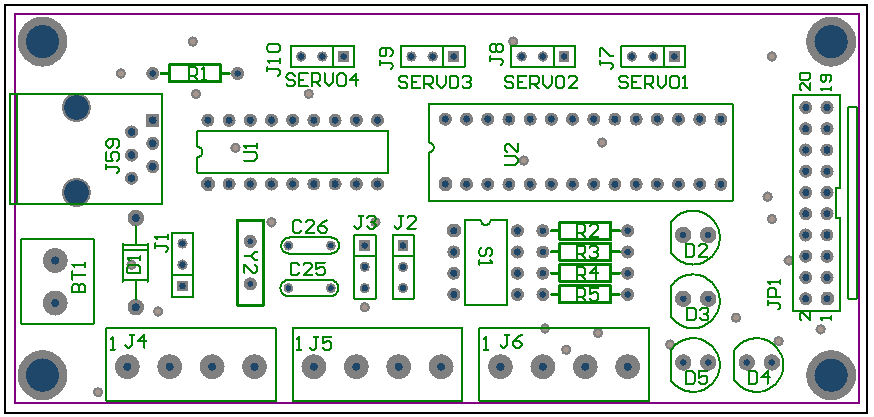 J10
J9
J8
J7
R1
SERVO4
SERVO3
SERVO2
SERVO1
20
19
J59
U1
U2
J1
C26
J3
J2
R2
D2
Y2
S1
R3
BT1
D1
C25
R4
R5
JP1
D3
2
1
1
J4
1
J5
1
J6
D5
D4